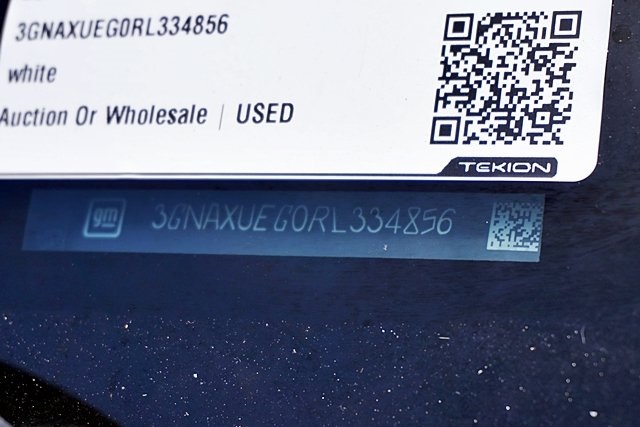 3GNAXUEG0RL334856
white
Auction Or Wholesale | USED
TEKION
gm 3GNAXUEG0RL334856